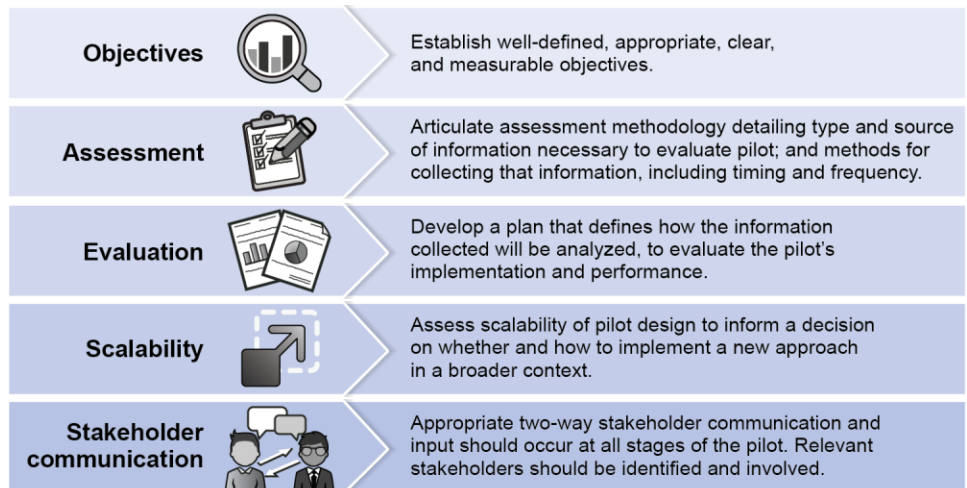 Objectives
Establish well-defined, appropriate, clear,
and measurable objectives.
Assessment
Articulate assessment methodology detailing type and source
of information necessary to evaluate pilot; and methods for
collecting that information, including timing and frequency.
Evaluation
Develop a plan that defines how the information
collected will be analyzed, to evaluate the pilot's
implementation and performance.
Scalability
Assess scalability of pilot design to inform a decision
on whether and how to implement a new approach
in a broader context.
Stakeholder
communication
Appropriate two-way stakeholder communication and
input should occur at all stages of the pilot. Relevant
stakeholders should be identified and involved.